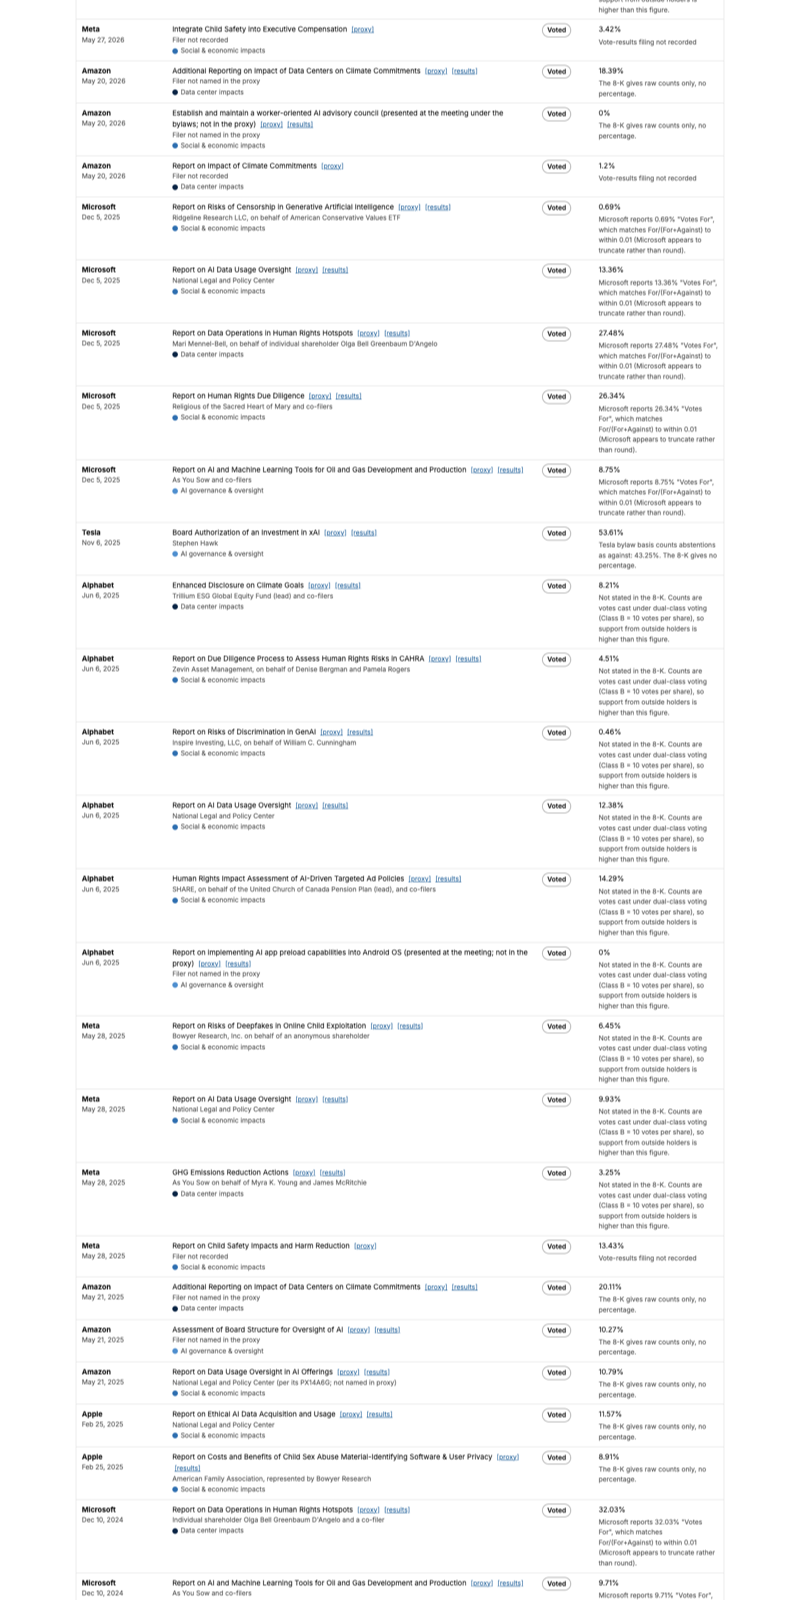 higher than this figure.
Meta
May 27, 2026
Integrate Child Safety into Executive Compensation [proxy]
Filer not recorded
Social & economic impacts
Voted
3.42%
Vote-results filing not recorded
Amazon
May 20, 2026
Additional Reporting on Impact of Data Centers on Climate Commitments [proxy] [results]
Filer not named in the proxy
Data center impacts
Voted
18.39%
The 8-K gives raw counts only, no
percentage.
Amazon
May 20, 2026
Establish and maintain a worker-oriented AI advisory council (presented at the meeting under the
bylaws; not in the proxy) [proxy] [results]
Filer not named in the proxy
Social & economic impacts
Voted
0%
The 8-K gives raw counts only, no
percentage.
Amazon
May 20, 2026
Report on Impact of Climate Commitments [proxy]
Filer not recorded
Data center impacts
Voted
1.2%
Vote-results filing not recorded
Microsoft
Dec 5, 2025
Report on Risks of Censorship in Generative Artificial Intelligence [proxy] [results]
Ridgeline Research LLC, on behalf of American Conservative Values ETF
Social & economic impacts
Voted
0.69%
Microsoft reports 0.69% "Votes For",
which matches For/(For+Against) to
within 0.01 (Microsoft appears to
truncate rather than round).
Microsoft
Dec 5, 2025
Report on AI Data Usage Oversight [proxy] [results]
National Legal and Policy Center
Social & economic impacts
Voted
13.36%
Microsoft reports 13.36% "Votes For",
which matches For/(For+Against) to
within 0.01 (Microsoft appears to
truncate rather than round).
Microsoft
Dec 5, 2025
Report on Data Operations in Human Rights Hotspots [proxy] [results]
Mari Mennel-Bell, on behalf of individual shareholder Olga Bell Greenbaum D'Angelo
Data center impacts
Voted
27.48%
Microsoft reports 27.48% "Votes For",
which matches For/(For+Against) to
within 0.01 (Microsoft appears to
truncate rather than round).
Microsoft
Dec 5, 2025
Report on Human Rights Due Diligence [proxy] [results]
Religious of the Sacred Heart of Mary and co-filers
Social & economic impacts
Voted
26.34%
Microsoft reports 26.34% "Votes
For", which matches
For/(For+Against) to within 0.01
(Microsoft appears to truncate rather
than round).
Microsoft
Dec 5, 2025
Report on AI and Machine Learning Tools for Oil and Gas Development and Production [proxy] [results]
As You Sow and co-filers
AI governance & oversight
Voted
8.75%
Microsoft reports 8.75% "Votes For",
which matches For/(For+Against) to
within 0.01 (Microsoft appears to
truncate rather than round).
Tesla
Nov 6, 2025
Board Authorization of an Investment in xAI [proxy] [results]
Stephen Hawk
AI governance & oversight
Voted
53.61%
Tesla bylaw basis counts abstentions
as against: 43.25%. The 8-K gives no
percentage.
Alphabet
Jun 6, 2025
Enhanced Disclosure on Climate Goals [proxy] [results]
Trillium ESG Global Equity Fund (lead) and co-filers
Data center impacts
Voted
8.21%
Not stated in the 8-K. Counts are
votes cast under dual-class voting
(Class B = 10 votes per share), so
support from outside holders is
higher than this figure.
Alphabet
Jun 6, 2025
Report on Due Diligence Process to Assess Human Rights Risks in CAHRA [proxy] [results]
Zevin Asset Management, on behalf of Denise Bergman and Pamela Rogers
Social & economic impacts
Voted
4.51%
Not stated in the 8-K. Counts are
votes cast under dual-class voting
(Class B = 10 votes per share), so
support from outside holders is
higher than this figure.
Alphabet
Jun 6, 2025
Report on Risks of Discrimination in GenAI [proxy] [results]
Inspire Investing, LLC, on behalf of William C. Cunningham
Social & economic impacts
Voted
0.46%
Not stated in the 8-K. Counts are
votes cast under dual-class voting
(Class B = 10 votes per share), so
support from outside holders is
higher than this figure.
Alphabet
Jun 6, 2025
Report on AI Data Usage Oversight [proxy] [results]
National Legal and Policy Center
Social & economic impacts
Voted
12.38%
Not stated in the 8-K. Counts are
votes cast under dual-class voting
(Class B = 10 votes per share), so
support from outside holders is
higher than this figure.
Alphabet
Jun 6, 2025
Human Rights Impact Assessment of AI-Driven Targeted Ad Policies [proxy] [results]
SHARE, on behalf of the United Church of Canada Pension Plan (lead), and co-filers
Social & economic impacts
Voted
14.29%
Not stated in the 8-K. Counts are
votes cast under dual-class voting
(Class B = 10 votes per share), so
support from outside holders is
higher than this figure.
Alphabet
Jun 6, 2025
Report on implementing AI app preload capabilities into Android OS (presented at the meeting; not in the
proxy) [proxy] [results]
Filer not named in the proxy
AI governance & oversight
Voted
0%
Not stated in the 8-K. Counts are
votes cast under dual-class voting
(Class B = 10 votes per share), so
support from outside holders is
higher than this figure.
Meta
May 28, 2025
Report on Risks of Deepfakes in Online Child Exploitation [proxy] [results]
Bowyer Research, Inc. on behalf of an anonymous shareholder
Social & economic impacts
Voted
6.45%
Not stated in the 8-K. Counts are
votes cast under dual-class voting
(Class B = 10 votes per share), so
support from outside holders is
higher than this figure.
Meta
May 28, 2025
Report on AI Data Usage Oversight [proxy] [results]
National Legal and Policy Center
Social & economic impacts
Voted
9.93%
Not stated in the 8-K. Counts are
votes cast under dual-class voting
(Class B = 10 votes per share), so
support from outside holders is
higher than this figure.
Meta
May 28, 2025
GHG Emissions Reduction Actions [proxy] [results]
As You Sow on behalf of Myra K. Young and James McRitchie
Data center impacts
Voted
3.25%
Not stated in the 8-K. Counts are
votes cast under dual-class voting
(Class B = 10 votes per share), so
support from outside holders is
higher than this figure.
Meta
May 28, 2025
Report on Child Safety Impacts and Harm Reduction [proxy]
Filer not recorded
Social & economic impacts
Voted
13.43%
Vote-results filing not recorded
Amazon
May 21, 2025
Additional Reporting on Impact of Data Centers on Climate Commitments [proxy] [results]
Filer not named in the proxy
Data center impacts
Voted
20.11%
The 8-K gives raw counts only, no
percentage.
Amazon
May 21, 2025
Assessment of Board Structure for Oversight of AI [proxy] [results]
Filer not named in the proxy
AI governance & oversight
Voted
10.27%
The 8-K gives raw counts only, no
percentage.
Amazon
May 21, 2025
Report on Data Usage Oversight in AI Offerings [proxy] [results]
National Legal and Policy Center (per its PX14A6G; not named in proxy)
Social & economic impacts
Voted
10.79%
The 8-K gives raw counts only, no
percentage.
Apple
Feb 25, 2025
Report on Ethical AI Data Acquisition and Usage [proxy] [results]
National Legal and Policy Center
Social & economic impacts
Voted
11.57%
The 8-K gives raw counts only, no
percentage.
Apple
Feb 25, 2025
Report on Costs and Benefits of Child Sex Abuse Material-Identifying Software & User Privacy [proxy]
[results]
American Family Association, represented by Bowyer Research
Social & economic impacts
Voted
8.91%
The 8-K gives raw counts only, no
percentage.
Microsoft
Dec 10, 2024
Report on Data Operations in Human Rights Hotspots [proxy] [results]
Individual shareholder Olga Bell Greenbaum D'Angelo and a co-filer
Data center impacts
Voted
32.03%
Microsoft reports 32.03% "Votes
For", which matches
For/(For+Against) to within 0.01
(Microsoft appears to truncate rather
than round).
Microsoft
Dec 10, 2024
Report on AI and Machine Learning Tools for Oil and Gas Development and Production [proxy] [results]
As You Sow and co-filers
Voted
9.71%
Microsoft reports 9.71% "Votes For",